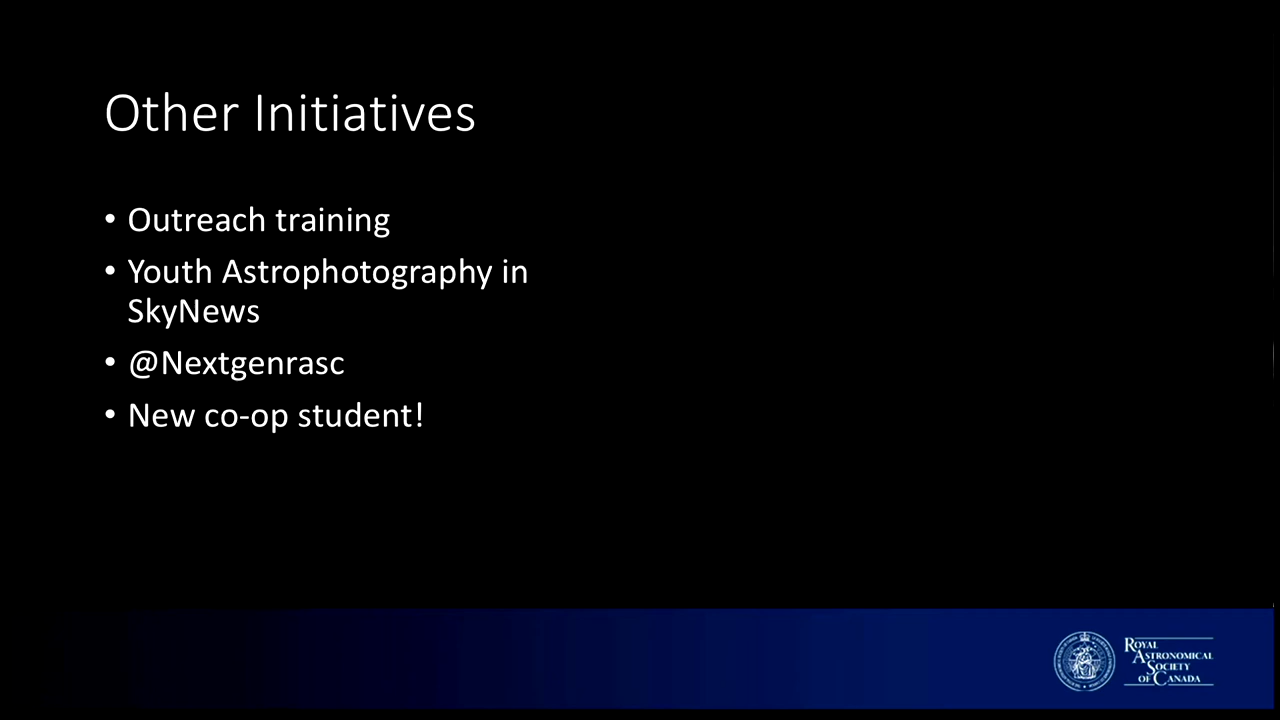 Other Initiatives
• Outreach training
• Youth Astrophotography in
SkyNews
• @Nextgenrasc
• New co-op student!
ROYAL
ASTRONOMICAL
SOCIETY
OF CANADA